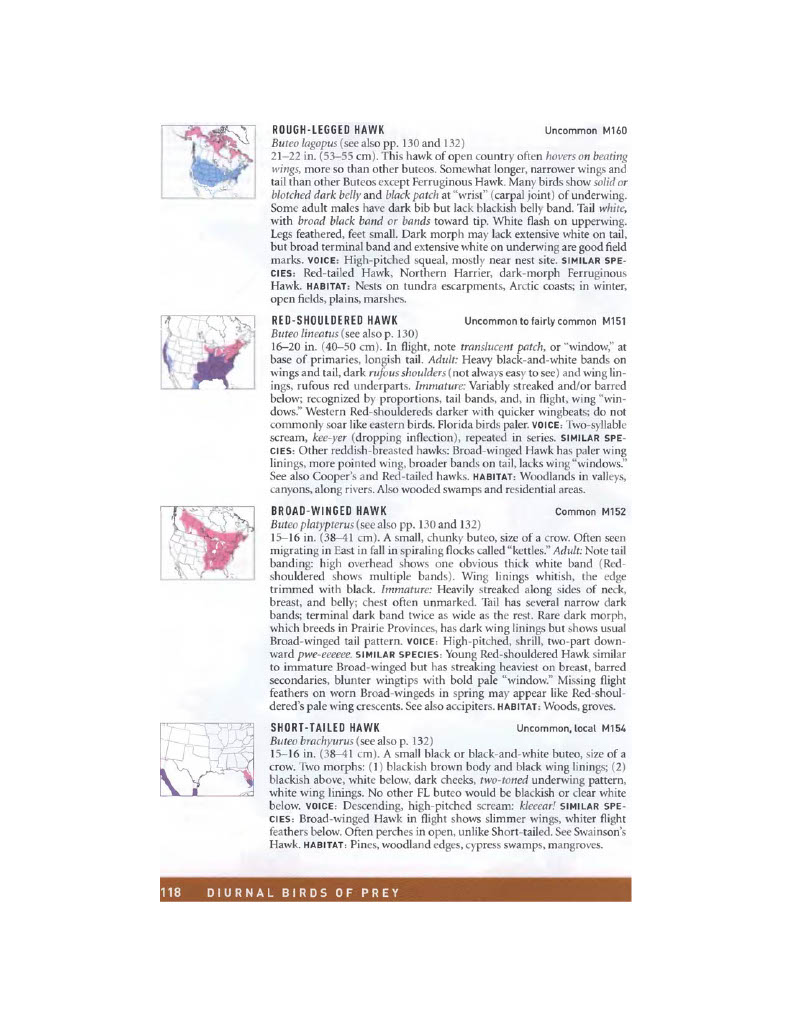 ROUGH-LEGGED HAWK Uncommon M160
Buteo lagopus (see also pp. 130 and 132)
21–22 in. (53–55 cm). This hawk of open country often hovers on beating
wings, more so than other buteos. Somewhat longer, narrower wings and
tail than other Buteos except Ferruginous Hawk. Many birds show solid or
blotched dark belly and black patch at “wrist” (carpal joint) of underwing.
Some adult males have dark bib but lack blackish belly band. Tail white,
with broad black band or bands toward tip. White flash on upperwing.
Legs feathered, feet small. Dark morph may lack extensive white on tail,
but broad terminal band and extensive white on underwing are good field
marks. VOICE: High-pitched squeal, mostly near nest site. SIMILAR SPE-
CIES: Red-tailed Hawk, Northern Harrier, dark-morph Ferruginous
Hawk. HABITAT: Nests on tundra escarpments, Arctic coasts; in winter,
open fields, plains, marshes.
RED-SHOULDERED HAWK Uncommon to fairly common M151
Buteo lineatus (see also p. 130)
16–20 in. (40–50 cm). In flight, note translucent patch, or “window,” at
base of primaries, longish tail. Adult: Heavy black-and-white bands on
wings and tail, dark rufous shoulders (not always easy to see) and wing lin-
ings, rufous red underparts. Immature: Variably streaked and/or barred
below; recognized by proportions, tail bands, and, in flight, wing “win-
dows.” Western Red-shouldereds darker with quicker wingbeats; do not
commonly soar like eastern birds. Florida birds paler. VOICE: Two-syllable
scream, kee-yer (dropping inflection), repeated in series. SIMILAR SPE-
CIES: Other reddish-breasted hawks: Broad-winged Hawk has paler wing
linings, more pointed wing, broader bands on tail, lacks wing “windows.”
See also Cooper’s and Red-tailed hawks. HABITAT: Woodlands in valleys,
canyons, along rivers. Also wooded swamps and residential areas.
BROAD-WINGED HAWK Common M152
Buteo platypterus (see also pp. 130 and 132)
15–16 in. (38–41 cm). A small, chunky buteo, size of a crow. Often seen
migrating in East in fall in spiraling flocks called “kettles.” Adult: Note tail
banding: high overhead shows one obvious thick white band (Red-
shouldered shows multiple bands). Wing linings whitish, the edge
trimmed with black. Immature: Heavily streaked along sides of neck,
breast, and belly; chest often unmarked. Tail has several narrow dark
bands; terminal dark band twice as wide as the rest. Rare dark morph,
which breeds in Prairie Provinces, has dark wing linings but shows usual
Broad-winged tail pattern. VOICE: High-pitched, shrill, two-part down-
ward pwe-eeeeee. SIMILAR SPECIES: Young Red-shouldered Hawk similar
to immature Broad-winged but has streaking heaviest on breast, barred
secondaries, blunter wingtips with bold pale “window.” Missing flight
feathers on worn Broad-wingeds in spring may appear like Red-shoul-
dered’s pale wing crescents. See also accipiters. HABITAT: Woods, groves.
SHORT-TAILED HAWK Uncommon, local M154
Buteo brachyurus (see also p. 132)
15–16 in. (38–41 cm). A small black or black-and-white buteo, size of a
crow. Two morphs: (1) blackish brown body and black wing linings; (2)
blackish above, white below, dark cheeks, two-toned underwing pattern,
white wing linings. No other FL buteo would be blackish or clear white
below. VOICE: Descending, high-pitched scream: kleeear! SIMILAR SPE-
CIES: Broad-winged Hawk in flight shows slimmer wings, whiter flight
feathers below. Often perches in open, unlike Short-tailed. See Swainson’s
Hawk. HABITAT: Pines, woodland edges, cypress swamps, mangroves.
118 DIURNAL BIRDS OF PREY